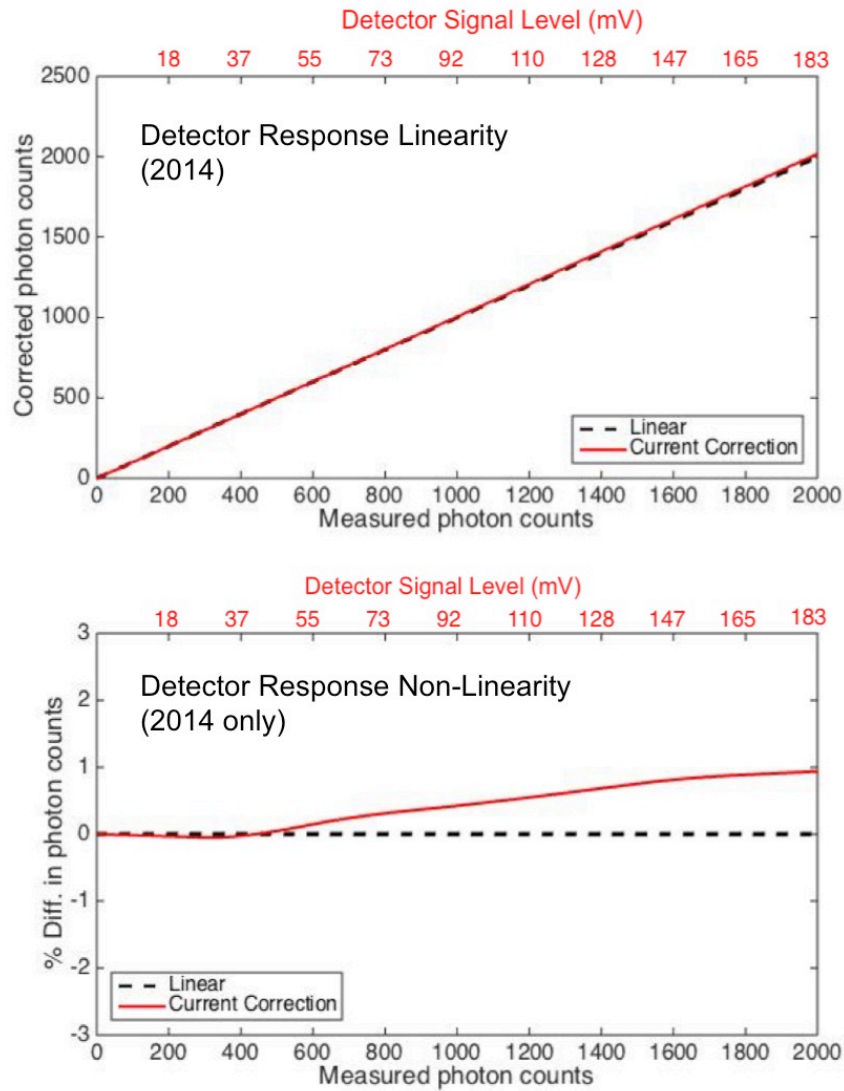 Detector Signal Level (mV)
18 37 55 73 92 110 128 147 165 183
2500
2000
1500
1000
500
0
Corrected photon counts
Detector Response Linearity
(2014)
Linear
Current Correction
0 200 400 600 800 1000 1200 1400 1600 1800 2000
Measured photon counts
Detector Signal Level (mV)
18 37 55 73 92 110 128 147 165 183
3
2
1
0
-1
-2
-3
% Diff. in photon counts
Detector Response Non-Linearity
(2014 only)
Linear
Current Correction
0 200 400 600 800 1000 1200 1400 1600 1800 2000
Measured photon counts